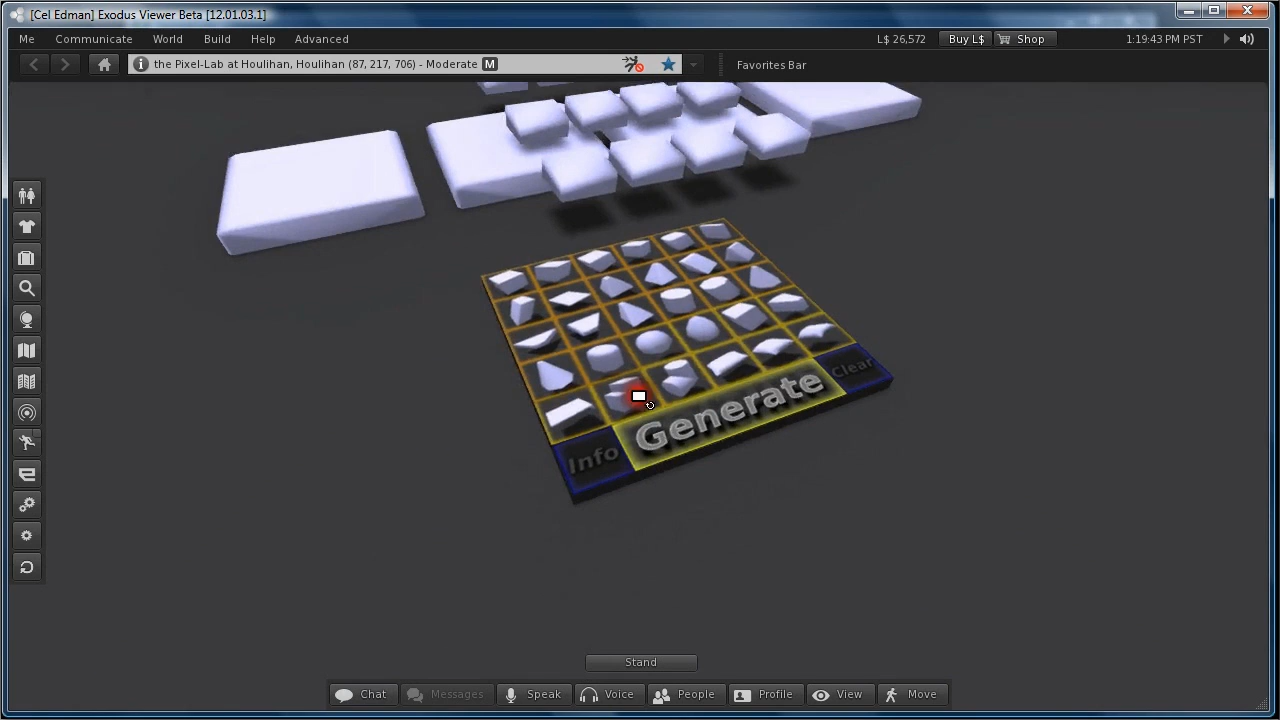 [Cel Edman] Exodus Viewer Beta [12.01.03.1]
Me Communicate World Build Help Advanced L$ 26,572 Buy L$ Shop 1:19:43 PM PST
the Pixel-Lab at Houlihan, Houlihan (87, 217, 706) - Moderate M Favorites Bar
Clear
Generate
Info
Stand
Chat Messages Speak Voice People Profile View Move